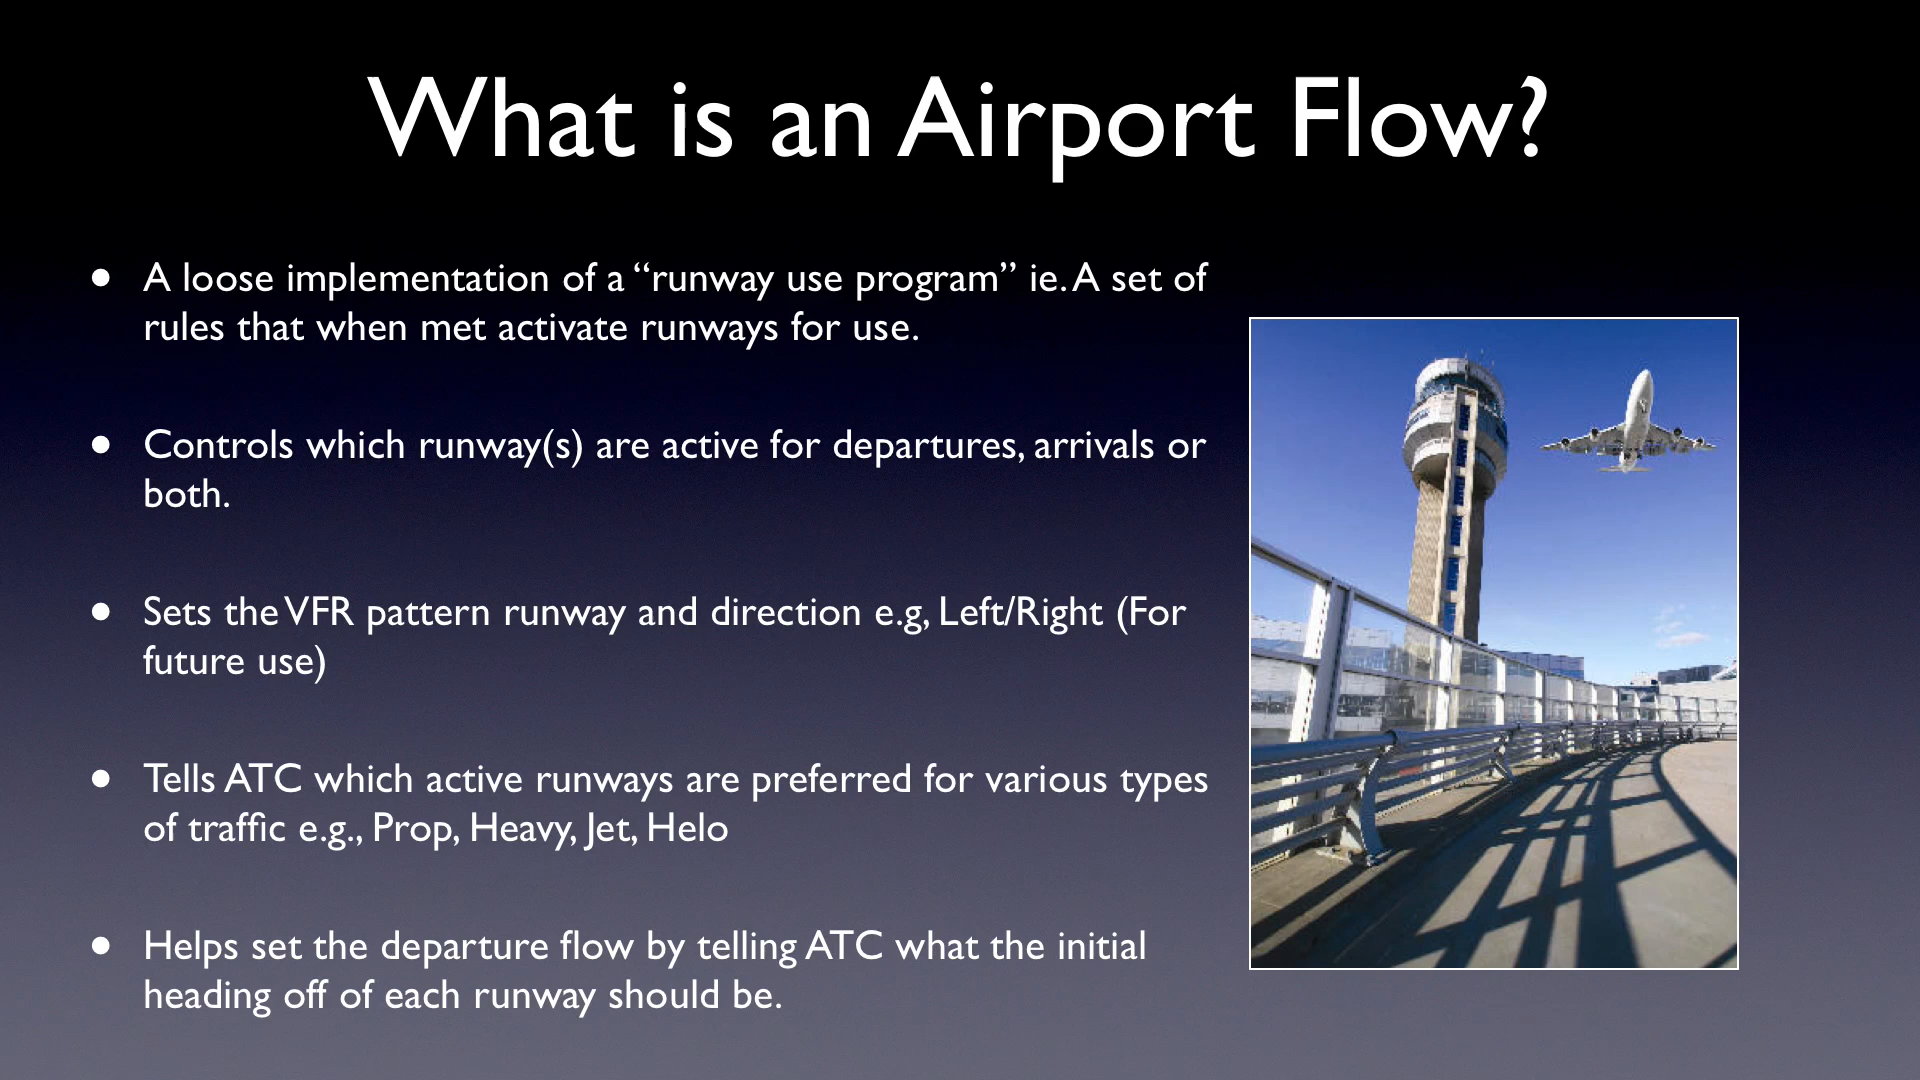 What is an Airport Flow?
• A loose implementation of a “runway use program” ie. A set of
rules that when met activate runways for use.
• Controls which runway(s) are active for departures, arrivals or
both.
• Sets the VFR pattern runway and direction e.g, Left/Right (For
future use)
• Tells ATC which active runways are preferred for various types
of traffic e.g., Prop, Heavy, Jet, Helo
• Helps set the departure flow by telling ATC what the initial
heading off of each runway should be.